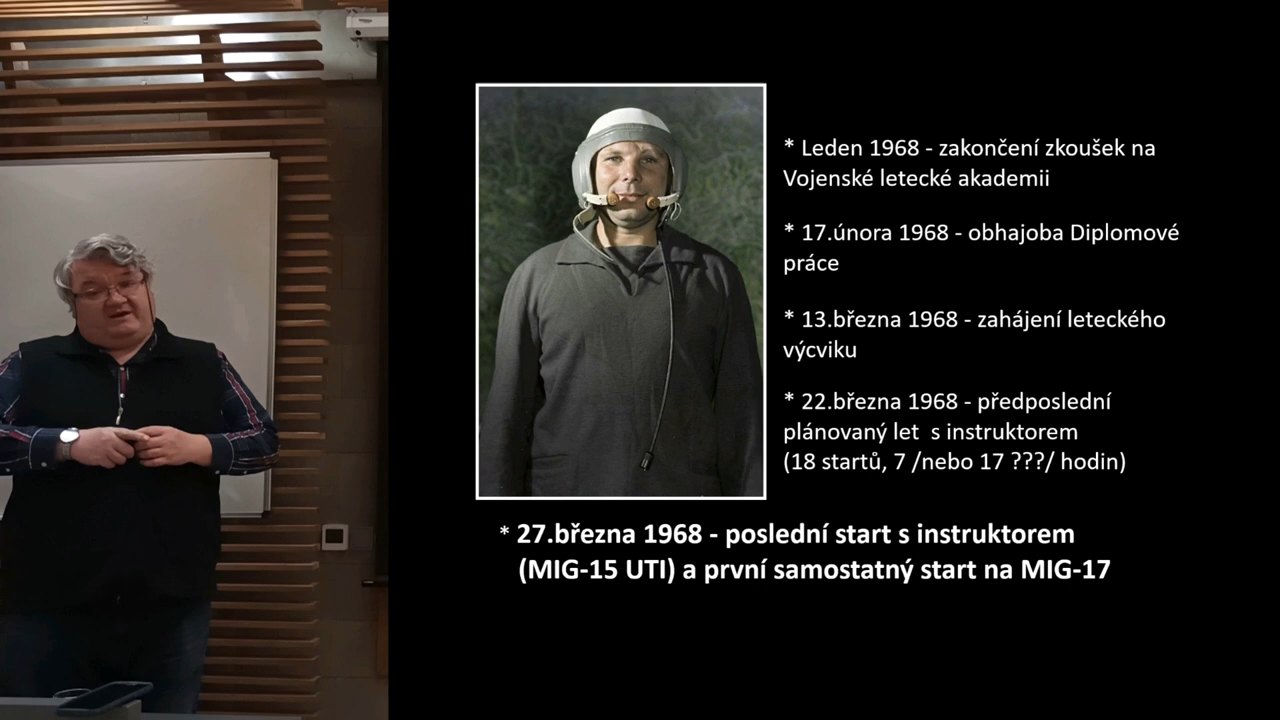 * Leden 1968 - zakončení zkoušek na
Vojenské letecké akademii
* 17.února 1968 - obhajoba Diplomové
práce
* 13.března 1968 - zahájení leteckého
výcviku
* 22.března 1968 - předposlední
plánovaný let  s instruktorem
(18 startů, 7 /nebo 17 ???/ hodin)
* 27.března 1968 - poslední start s instruktorem
(MIG-15 UTI) a první samostatný start na MIG-17